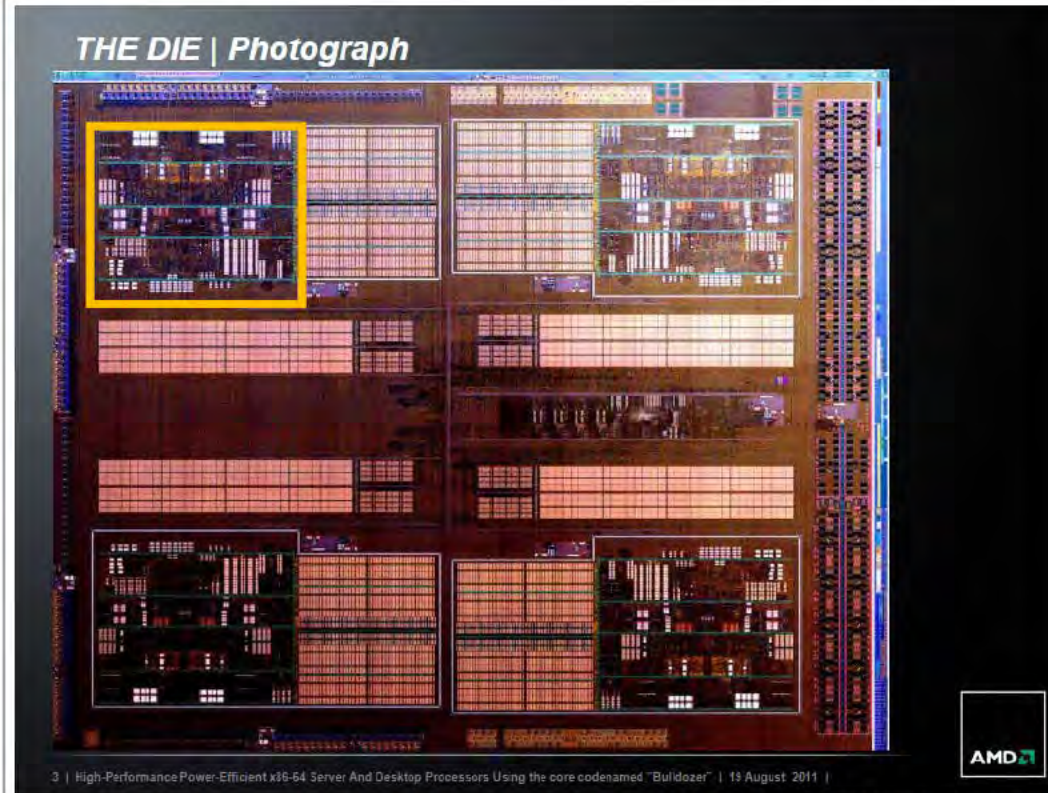 THE DIE | Photograph
3 | High-Performance Power-Efficient x86-64 Server And Desktop Processors Using the core codenamed "Bulldozer" | 19 August 2011 |
AMD